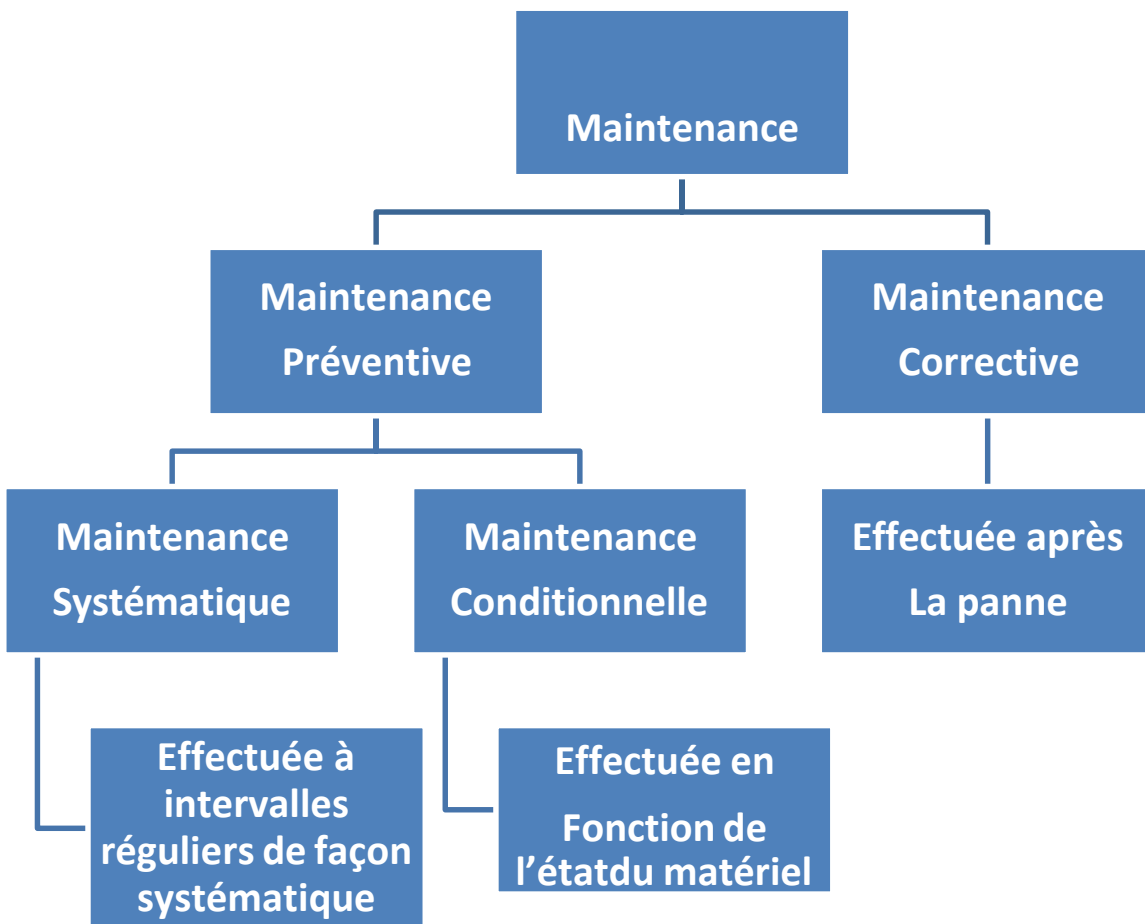 Maintenance
Maintenance
Préventive
Maintenance
Corrective
Maintenance
Systématique
Maintenance
Conditionnelle
Effectuée après
La panne
Effectuée à
intervalles
réguliers de façon
systématique
Effectuée en
Fonction de
l’étatdu matériel